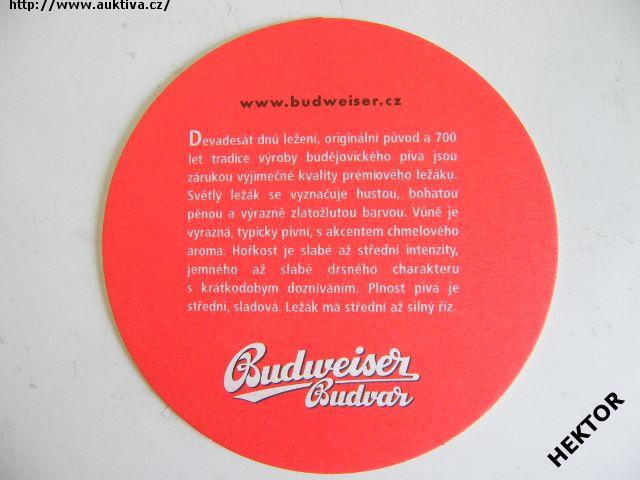 http://www.auktiva.cz/
www.budweiser.cz
Devadesát dnů ležení, originální původ a 700
let tradice výroby budějovického piva jsou
zárukou vyjímečné kvality prémiového ležáku.
Světlý ležák se vyznačuje hustou, bohatou
pěnou a výrazně zlatožlutou barvou. Vůně je
výrazná, typicky pivní, s akcentem chmelového
aroma. Hořkost je slabé až střední intenzity,
jemného až slabě drsného charakteru
s krátkodobým doznívaním. Plnost piva je
střední, sladová. Ležák má střední až silný říz.
Budweiser
Budvar
HEKTOR